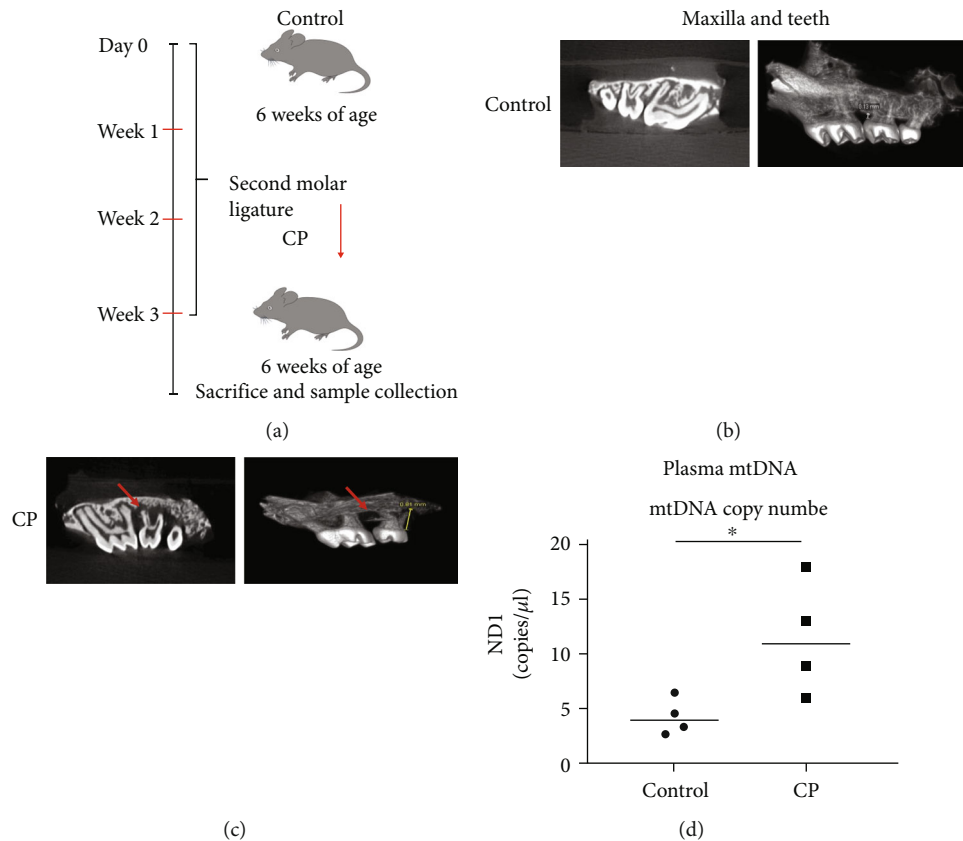 Control
Day 0
6 weeks of age
Week 1
Second molar
ligature
Week 2
CP
Week 3
6 weeks of age
Sacrifice and sample collection
(a)
Maxilla and teeth
Control
(b)
CP
(c)
Plasma mtDNA
mtDNA copy numbe
*
20
15
10
5
0
ND1
(copies/µl)
Control
CP
(d)